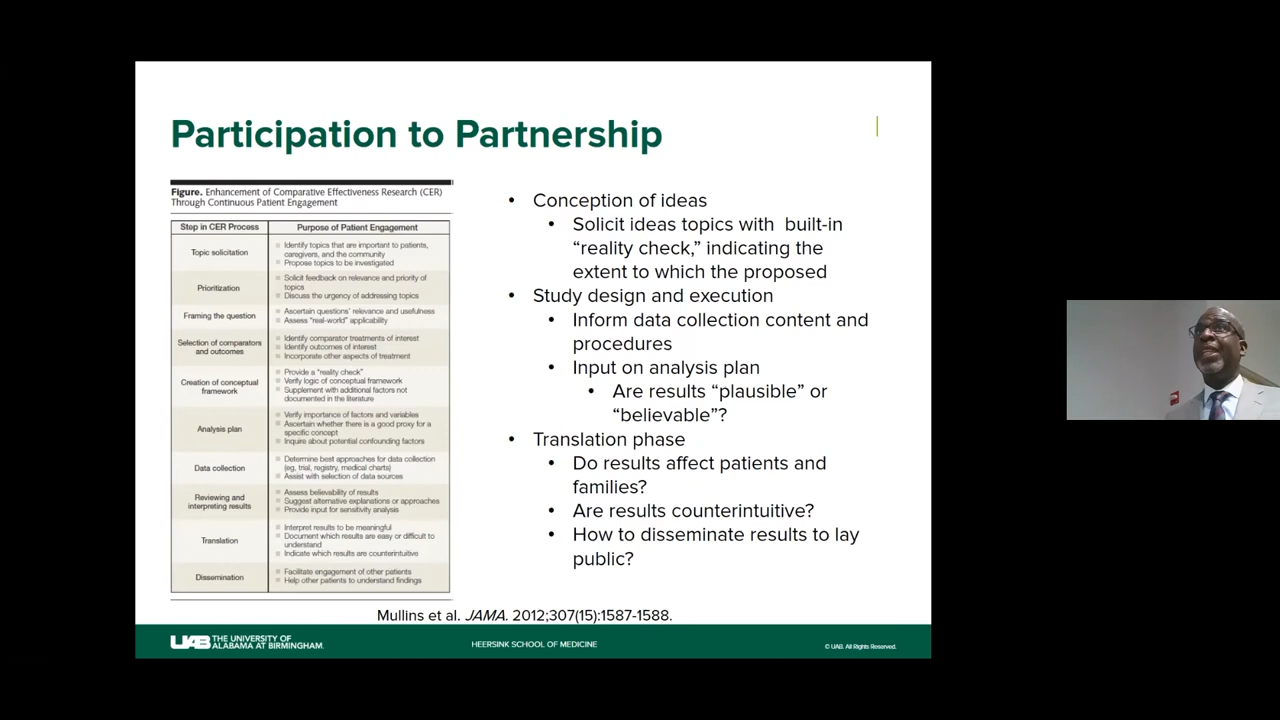 Participation to Partnership
Figure. Enhancement of Comparative Effectiveness Research (CER)
Through Continuous Patient Engagement
Step in CER Process
Purpose of Patient Engagement
Topic solicitation
Identify topics that are important to patients,
caregivers, and the community
Propose topics to be investigated
Prioritization
Solicit feedback on relevance and priority of
topics
Discuss the urgency of addressing topics
Framing the question
Ascertain questions' relevance and usefulness
Assess "real-world" applicability
Selection of comparators
and outcomes
Identify comparator treatments of interest
Identify outcomes of interest
Incorporate other aspects of treatment
Creation of conceptual
framework
Provide a "reality check"
Verify logic of conceptual framework
Supplement with additional factors not
documented in the literature
Analysis plan
Verify importance of factors and variables
Ascertain whether there is a good proxy for a
specific concept
Inquire about potential confounding factors
Data collection
Determine best approaches for data collection
(eg, trial, registry, medical charts)
Assist with selection of data sources
Reviewing and
interpreting results
Assess believability of results
Suggest alternative explanations or approaches
Provide input for sensitivity analysis
Translation
Interpret results to be meaningful
Document which results are easy or difficult to
understand
Indicate which results are counterintuitive
Dissemination
Facilitate engagement of other patients
Help other patients to understand findings
• Conception of ideas
• Solicit ideas topics with built-in
“reality check,” indicating the
extent to which the proposed
• Study design and execution
• Inform data collection content and
procedures
• Input on analysis plan
• Are results “plausible” or
“believable”?
• Translation phase
• Do results affect patients and
families?
• Are results counterintuitive?
• How to disseminate results to lay
public?
Mullins et al. JAMA. 2012;307(15):1587-1588.
UAB THE UNIVERSITY OF
ALABAMA AT BIRMINGHAM.
HEERSINK SCHOOL OF MEDICINE
© UAB. All Rights Reserved.